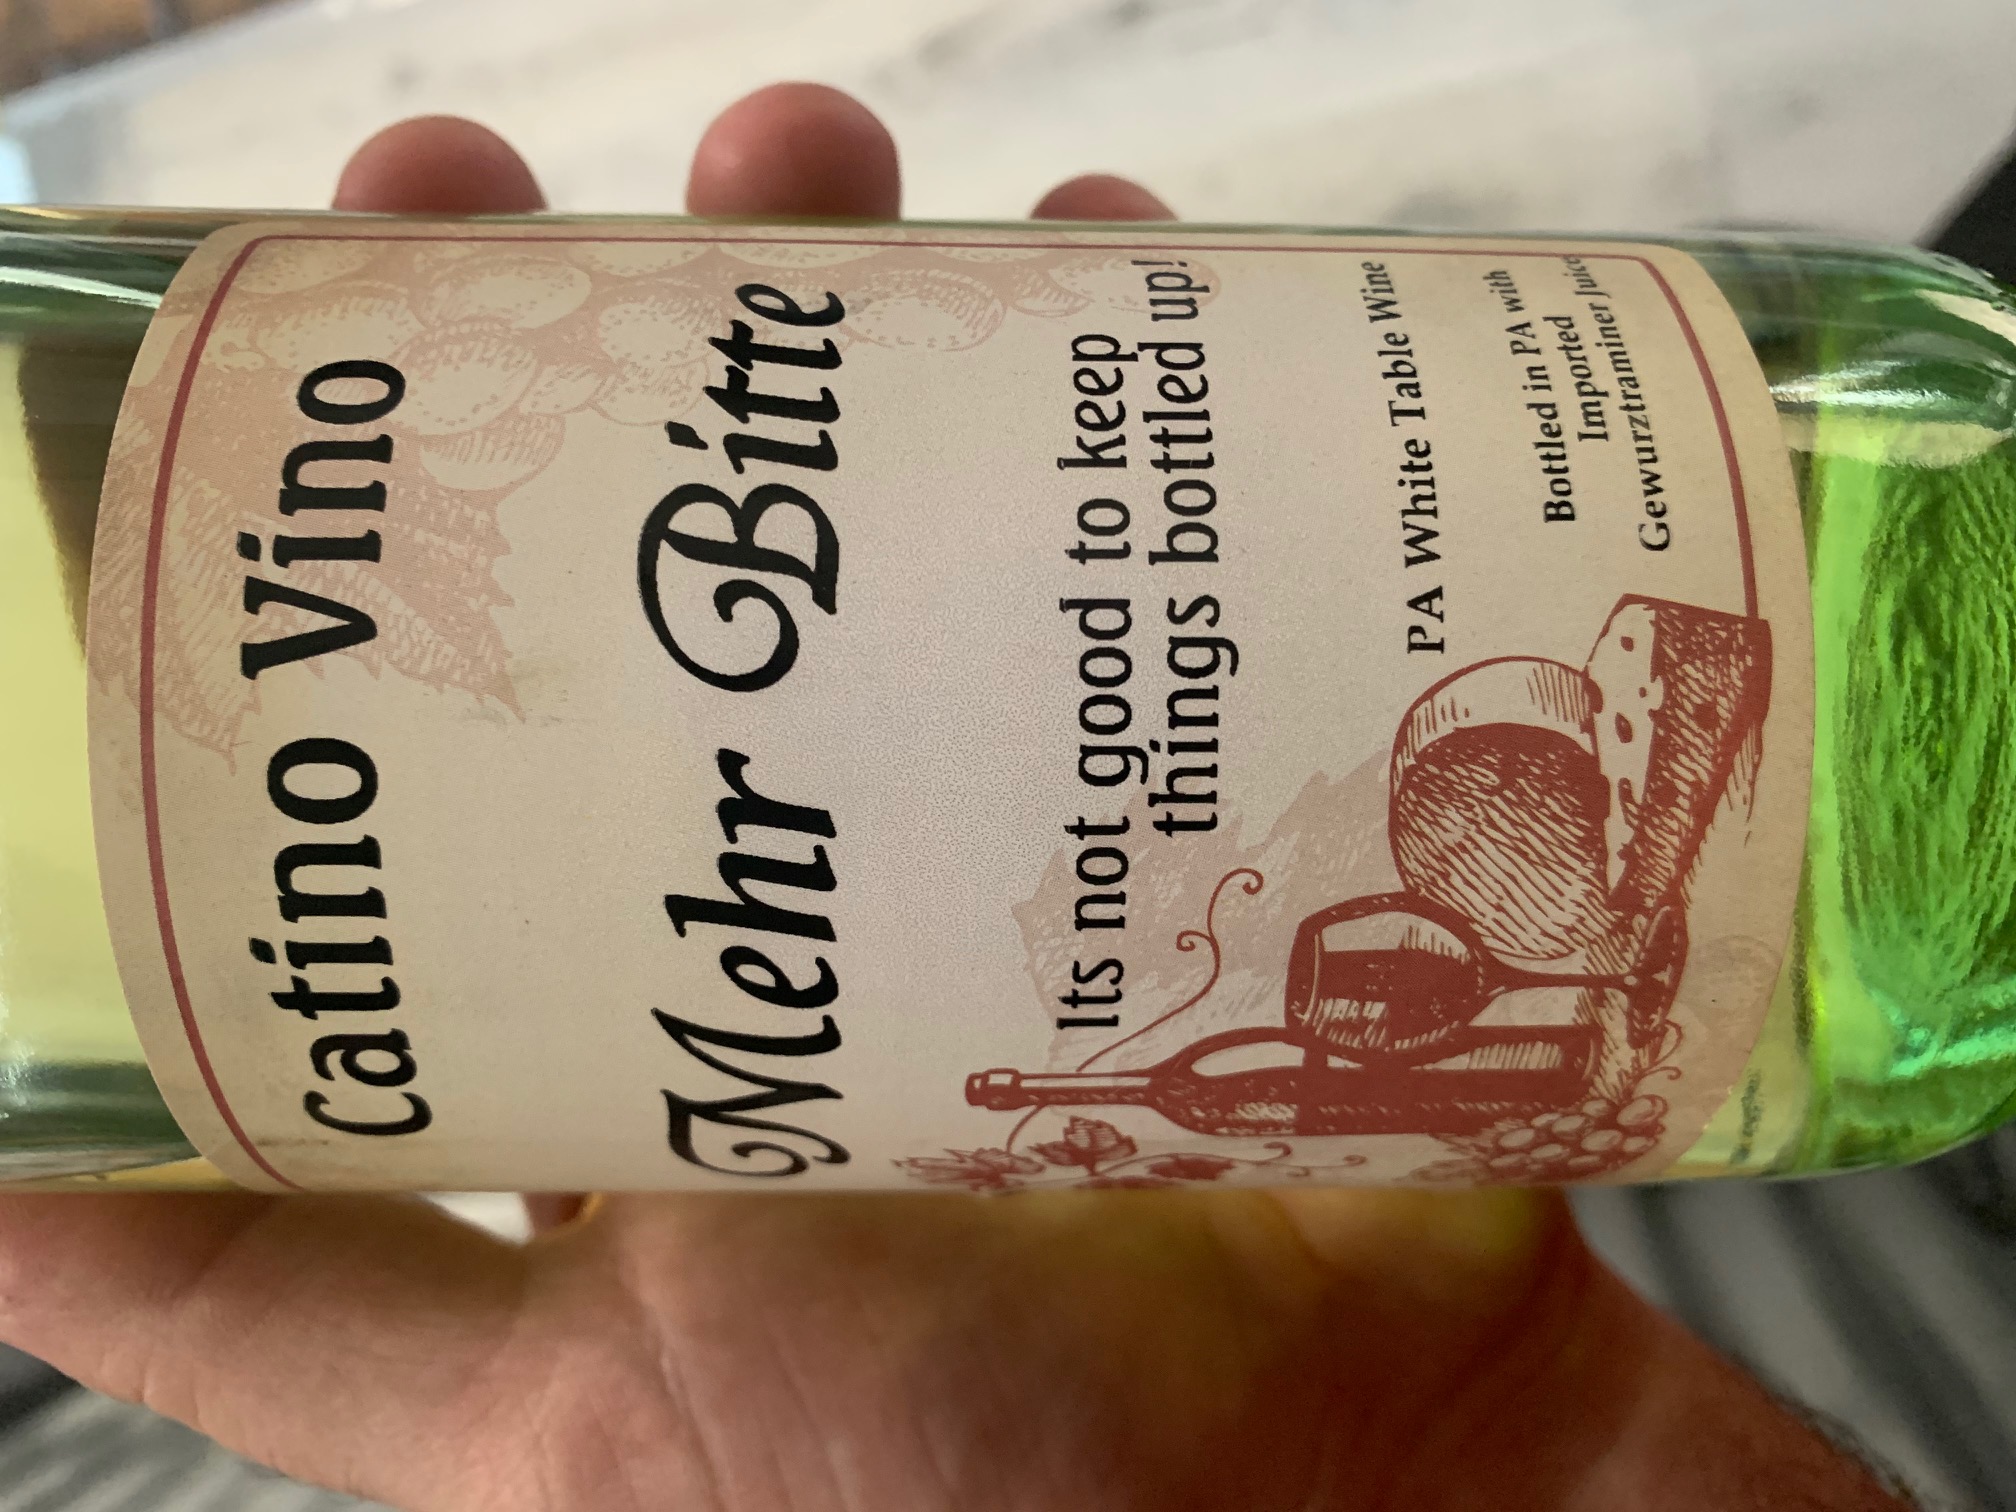 Catino Vino
Mehr Bitte
Its not good to keep
things bottled up!
PA White Table Wine
Bottled in PA with
Imported
Gewurztraminer Juice